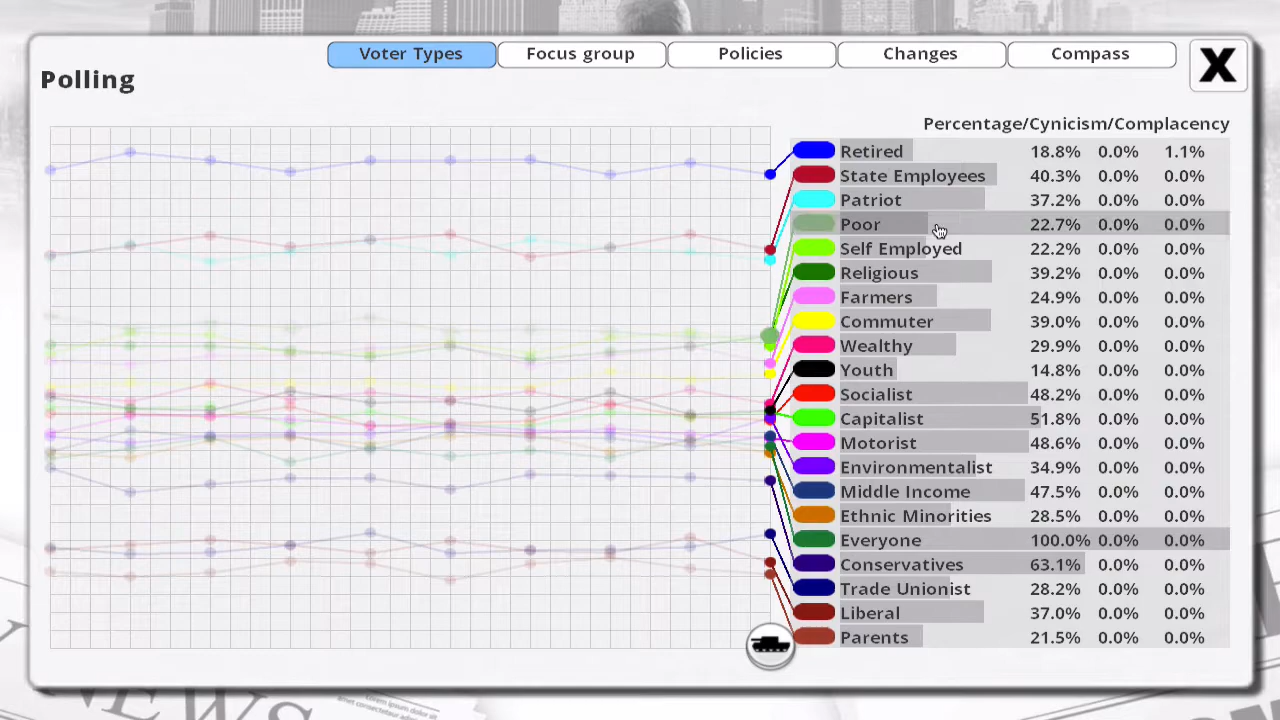 Voter Types Focus group Policies Changes Compass X
Polling
Percentage/Cynicism/Complacency
Retired 18.8% 0.0% 1.1%
State Employees 40.3% 0.0% 0.0%
Patriot 37.2% 0.0% 0.0%
Poor 22.7% 0.0% 0.0%
Self Employed 22.2% 0.0% 0.0%
Religious 39.2% 0.0% 0.0%
Farmers 24.9% 0.0% 0.0%
Commuter 39.0% 0.0% 0.0%
Wealthy 29.9% 0.0% 0.0%
Youth 14.8% 0.0% 0.0%
Socialist 48.2% 0.0% 0.0%
Capitalist 51.8% 0.0% 0.0%
Motorist 48.6% 0.0% 0.0%
Environmentalist 34.9% 0.0% 0.0%
Middle Income 47.5% 0.0% 0.0%
Ethnic Minorities 28.5% 0.0% 0.0%
Everyone 100.0% 0.0% 0.0%
Conservatives 63.1% 0.0% 0.0%
Trade Unionist 28.2% 0.0% 0.0%
Liberal 37.0% 0.0% 0.0%
Parents 21.5% 0.0% 0.0%
NEWS